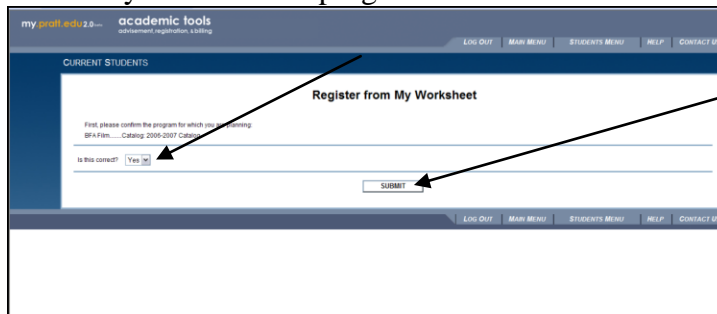 my.pratt.edu 2.0
academic tools
advisement, registration, & billing
LOG OUT MAIN MENU STUDENTS MENU HELP CONTACT U
CURRENT STUDENTS
Register from My Worksheet
First, please confirm the program for which you are planning:
BFA Film...... Catalog: 2006-2007 Catalog
Is this correct? Yes
SUBMIT
LOG OUT MAIN MENU STUDENTS MENU HELP CONTACT U